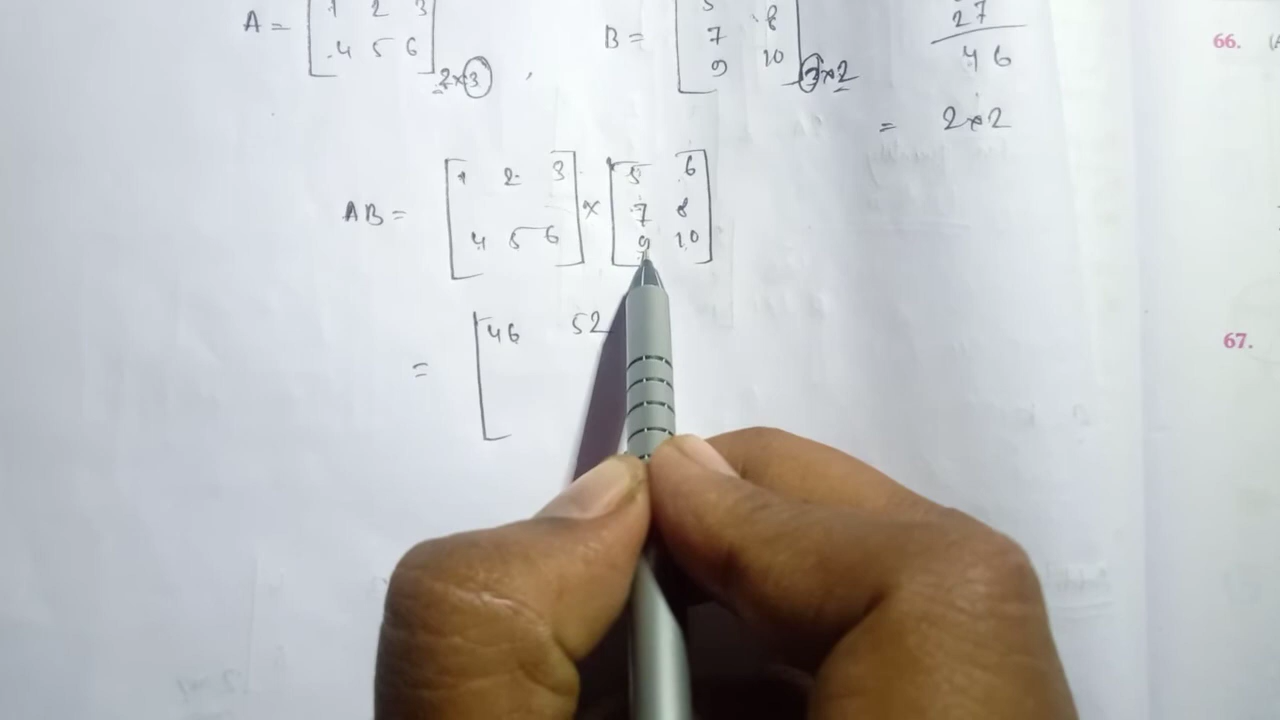 A = [ 1 2 3
4 5 6 ] 2×3 ,
B = [ 5
8
7
9 10 ] 3×2
27
46
= 2×2
AB = [ 1 2 3
4 5 6 ] × [ 5 6
7 8
9 10 ]
= [ 46 52
66.
67.